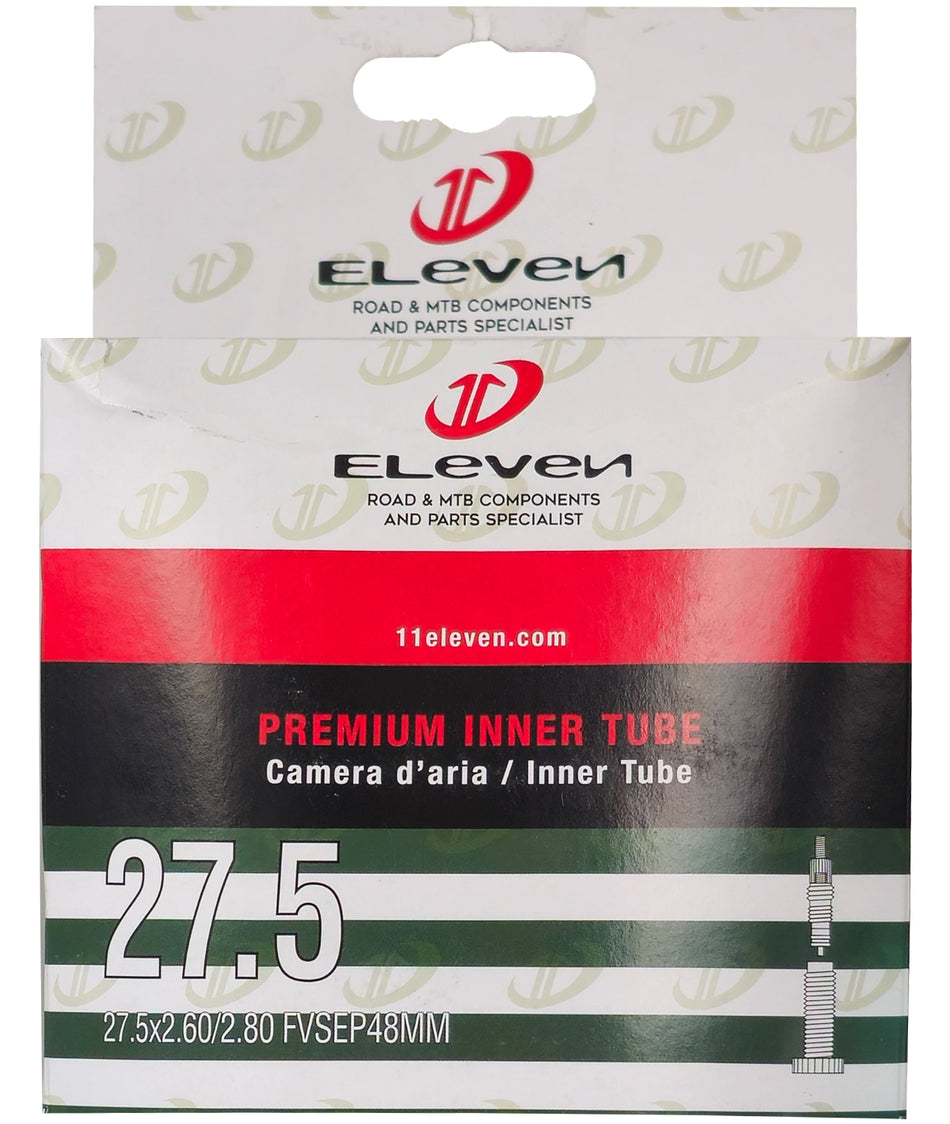 ELeven
ROAD & MTB COMPONENTS
AND PARTS SPECIALIST
ELeven
ROAD & MTB COMPONENTS
AND PARTS SPECIALIST
11eleven.com
PREMIUM INNER TUBE
Camera d'aria / Inner Tube
27.5
27.5x2.60/2.80 FVSEP48MM